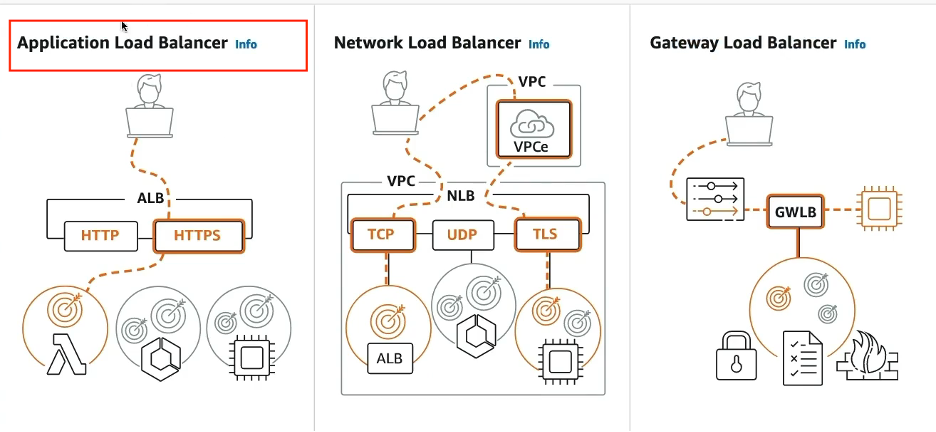 Application Load Balancer Info
ALB
HTTP
HTTPS
Network Load Balancer Info
VPC
VPCe
VPC
NLB
TCP
UDP
TLS
ALB
Gateway Load Balancer Info
GWLB